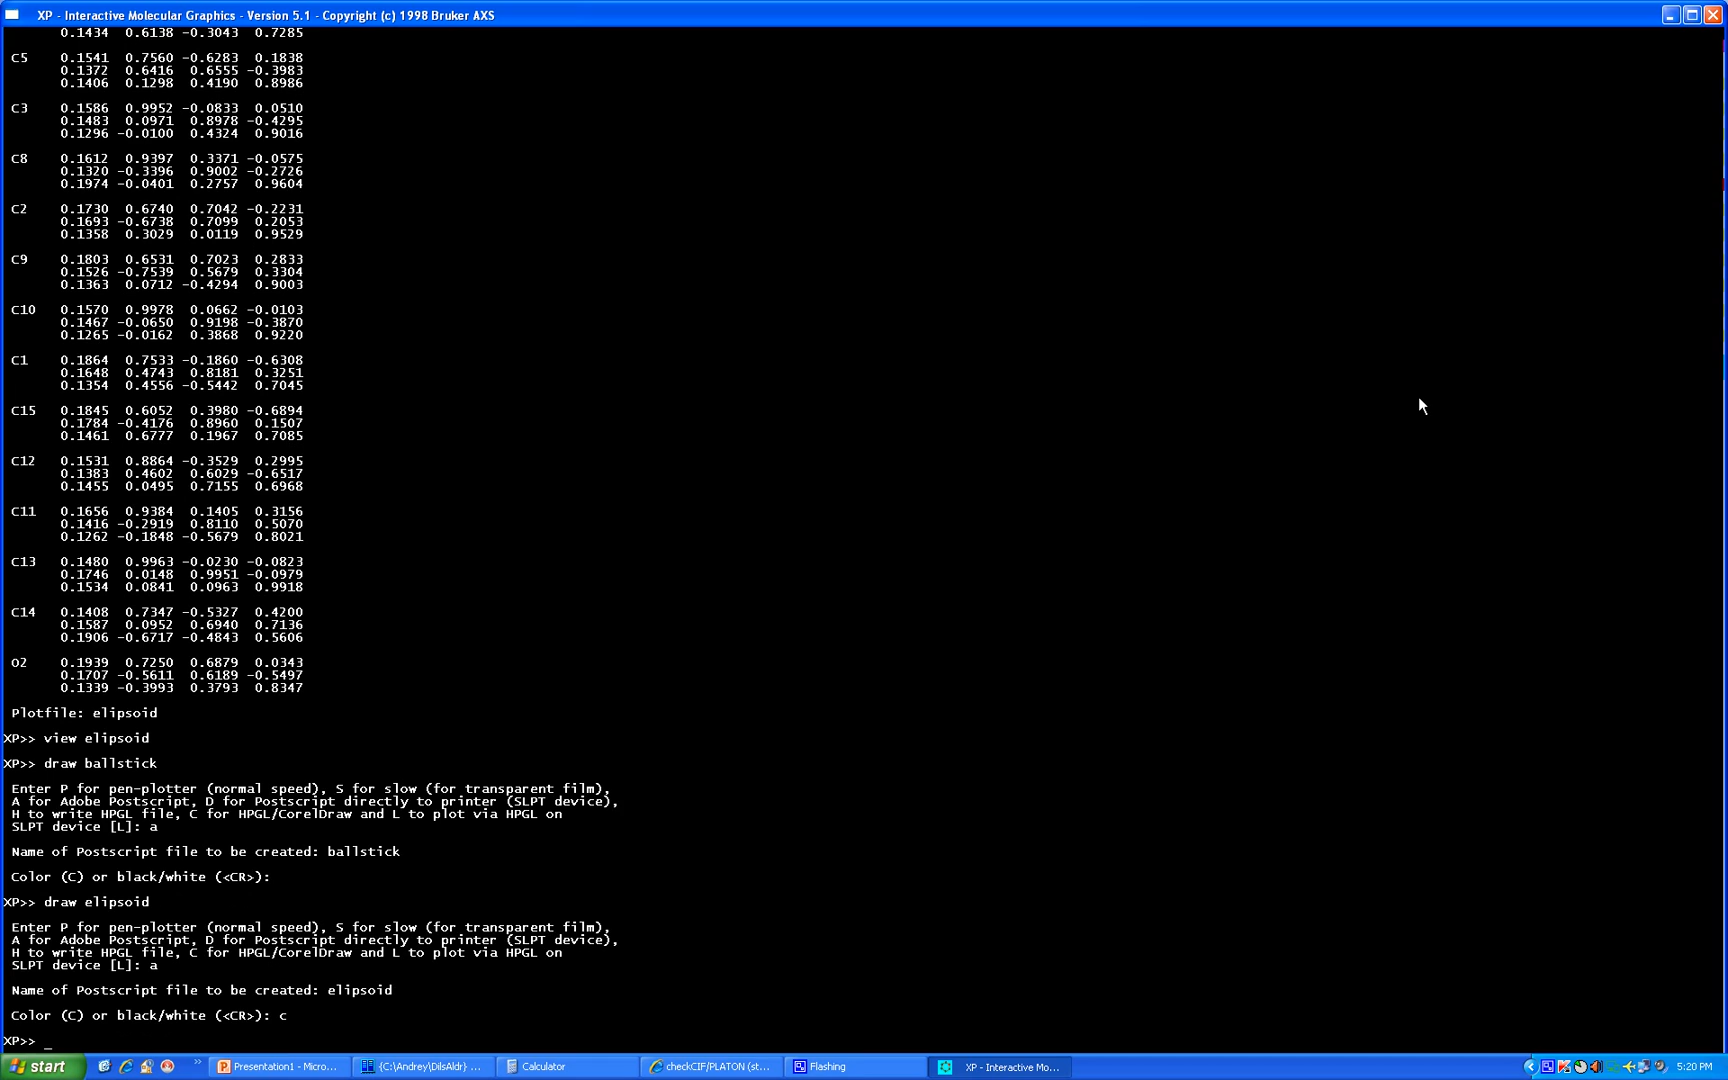 XP - Interactive Molecular Graphics - Version 5.1 - Copyright (c) 1998 Bruker AXS
0.1434 0.6138 -0.3043 0.7285
C5 0.1541 0.7560 -0.6283 0.1838
0.1372 0.6416 0.6555 -0.3983
0.1406 0.1298 0.4190 0.8986
C3 0.1586 0.9952 -0.0833 0.0510
0.1483 0.0971 0.8978 -0.4295
0.1296 -0.0100 0.4324 0.9016
C8 0.1612 0.9397 0.3371 -0.0575
0.1320 -0.3396 0.9002 -0.2726
0.1974 -0.0401 0.2757 0.9604
C2 0.1730 0.6740 0.7042 -0.2231
0.1693 -0.6738 0.7099 0.2053
0.1358 0.3029 0.0119 0.9529
C9 0.1803 0.6531 0.7023 0.2833
0.1526 -0.7539 0.5679 0.3304
0.1363 0.0712 -0.4294 0.9003
C10 0.1570 0.9978 0.0662 -0.0103
0.1467 -0.0650 0.9198 -0.3870
0.1265 -0.0162 0.3868 0.9220
C1 0.1864 0.7533 -0.1860 -0.6308
0.1648 0.4743 0.8181 0.3251
0.1354 0.4556 -0.5442 0.7045
C15 0.1845 0.6052 0.3980 -0.6894
0.1784 -0.4176 0.8960 0.1507
0.1461 0.6777 0.1967 0.7085
C12 0.1531 0.8864 -0.3529 0.2995
0.1383 0.4602 0.6029 -0.6517
0.1455 0.0495 0.7155 0.6968
C11 0.1656 0.9384 0.1405 0.3156
0.1416 -0.2919 0.8110 0.5070
0.1262 -0.1848 -0.5679 0.8021
C13 0.1480 0.9963 -0.0230 -0.0823
0.1746 0.0148 0.9951 -0.0979
0.1534 0.0841 0.0963 0.9918
C14 0.1408 0.7347 -0.5327 0.4200
0.1587 0.0952 0.6940 0.7136
0.1906 -0.6717 -0.4843 0.5606
O2 0.1939 0.7250 0.6879 0.0343
0.1707 -0.5611 0.6189 -0.5497
0.1339 -0.3993 0.3793 0.8347
Plotfile: elipsoid
XP>> view elipsoid
XP>> draw ballstick
Enter P for pen-plotter (normal speed), S for slow (for transparent film),
A for Adobe Postscript, D for Postscript directly to printer (SLPT device),
H to write HPGL file, C for HPGL/CorelDraw and L to plot via HPGL on
SLPT device [L]: a
Name of Postscript file to be created: ballstick
Color (C) or black/white (<CR>):
XP>> draw elipsoid
Enter P for pen-plotter (normal speed), S for slow (for transparent film),
A for Adobe Postscript, D for Postscript directly to printer (SLPT device),
H to write HPGL file, C for HPGL/CorelDraw and L to plot via HPGL on
SLPT device [L]: a
Name of Postscript file to be created: elipsoid
Color (C) or black/white (<CR>): c
XP>> _
start Presentation1 - Micro... {C:\Andrey\DilsAldr} ... Calculator checkCIF/PLATON (st... Flashing XP - Interactive Mo... 5:20 PM